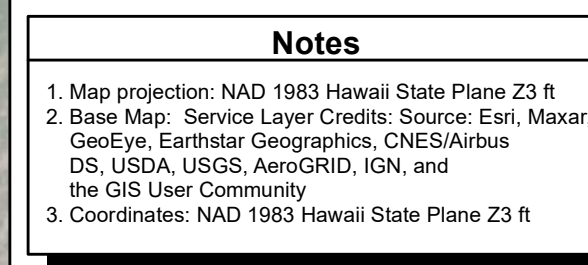 Notes
1. Map projection: NAD 1983 Hawaii State Plane Z3 ft
2. Base Map: Service Layer Credits: Source: Esri, Maxar,
GeoEye, Earthstar Geographics, CNES/Airbus
DS, USDA, USGS, AeroGRID, IGN, and
the GIS User Community
3. Coordinates: NAD 1983 Hawaii State Plane Z3 ft